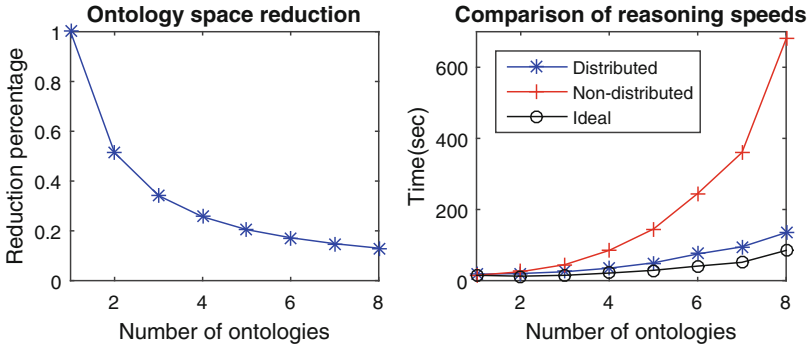 Ontology space reduction
Reduction percentage
1
0.8
0.6
0.4
0.2
0
2
4
6
8
Number of ontologies
Comparison of reasoning speeds
Time(sec)
600
400
200
0
Distributed
Non-distributed
Ideal
2
4
6
8
Number of ontologies